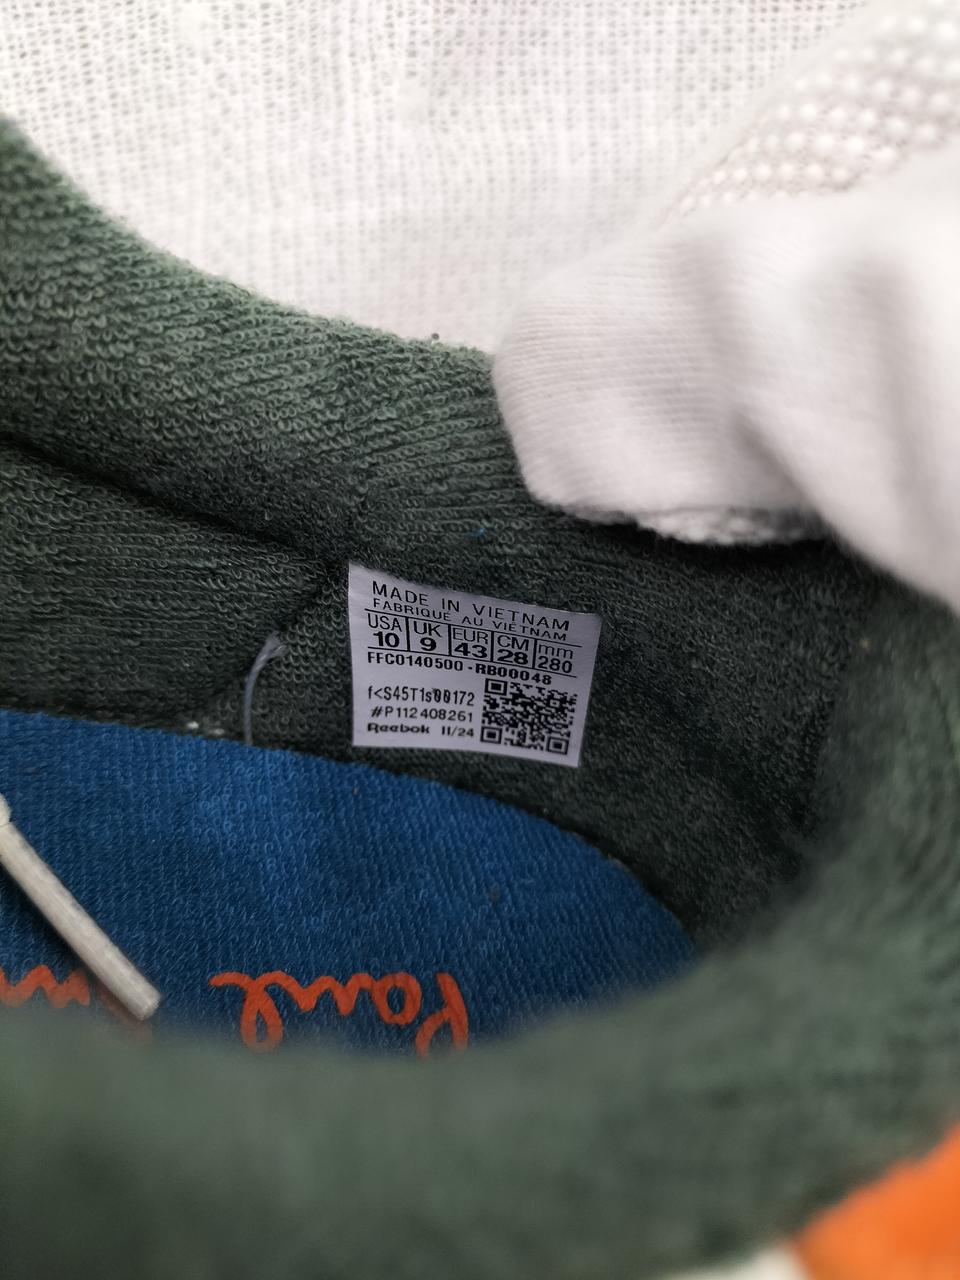 MADE IN VIETNAM
FABRIQUÉ AU VIETNAM
USA UK EUR CM mm
10 9 43 28 280
FFC0140500-RB00048
f<S45T1s00172
#P112408261
Reebok 11/24
Paul